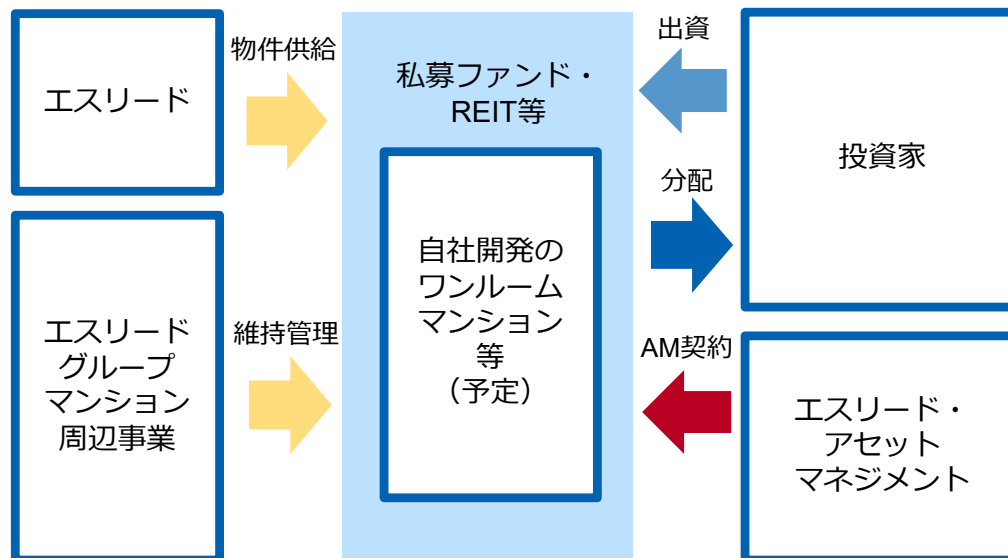 エスリード
物件供給
私募ファンド・
REIT等
出資
投資家
分配
自社開発の
ワンルーム
マンション
等
（予定）
エスリード
グループ
マンション
周辺事業
維持管理
AM契約
エスリード・
アセット
マネジメント